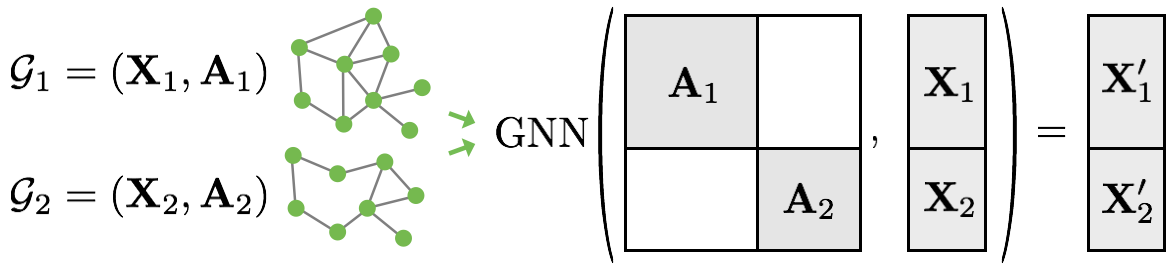 𝒢₁ = (𝐗₁, 𝐀₁)
𝒢₂ = (𝐗₂, 𝐀₂)
GNN ( 𝐀₁ 𝐀₂ , 𝐗₁ 𝐗₂ ) = 𝐗′₁ 𝐗′₂